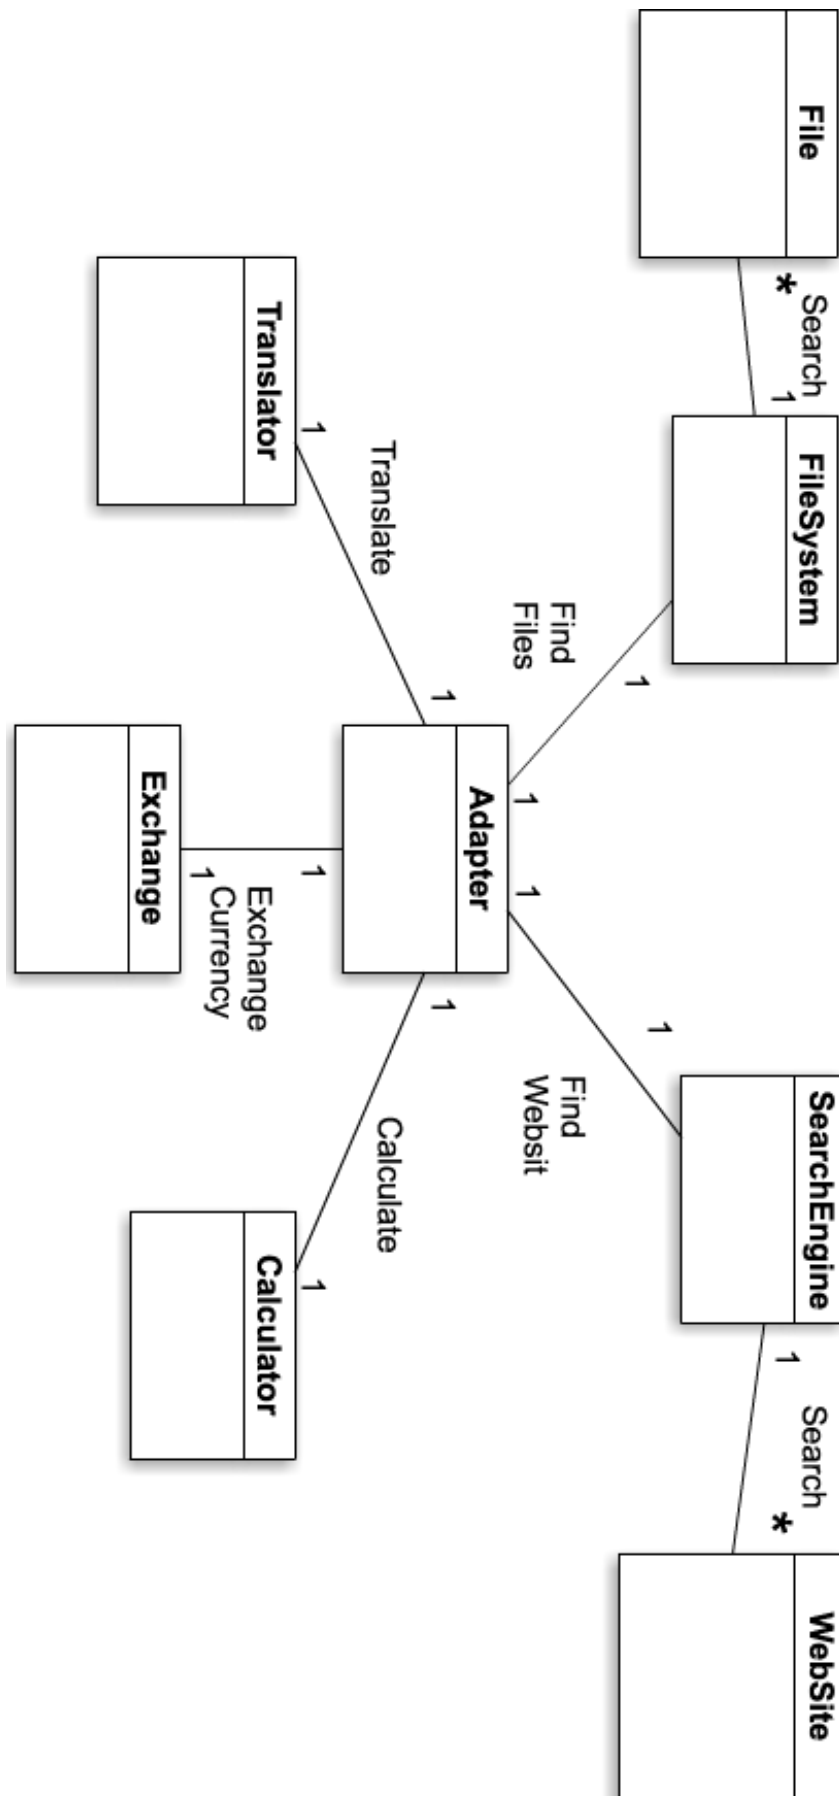 File
Search
*
1
FileSystem
Find
Files
1
1
SearchEngine
Find
Websit
1
1
1
Search
*
WebSite
Adapter
Translator
1
Translate
1
Exchange
1
1
Exchange
Currency
Calculator
1
Calculate
1